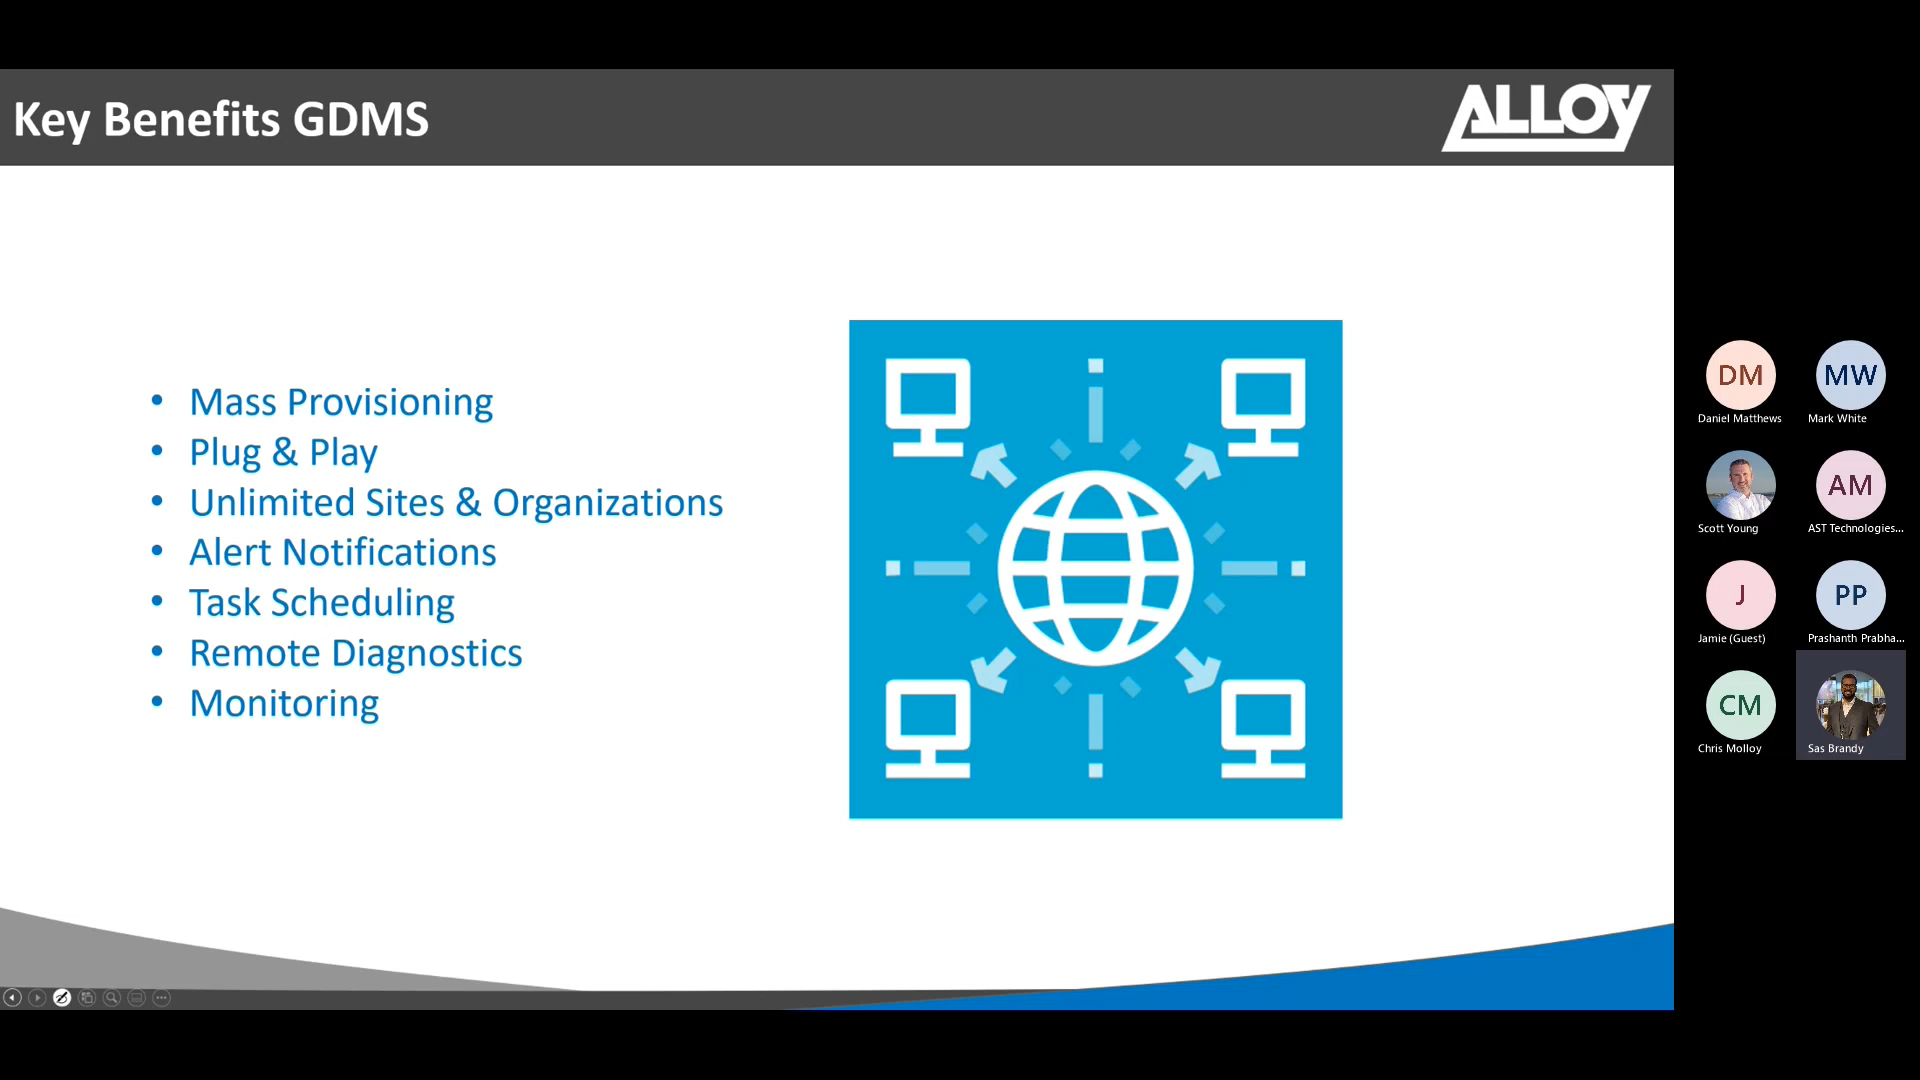 Key Benefits GDMS
ALLOY
• Mass Provisioning
• Plug & Play
• Unlimited Sites & Organizations
• Alert Notifications
• Task Scheduling
• Remote Diagnostics
• Monitoring
DM
Daniel Matthews
MW
Mark White
Scott Young
AM
AST Technologies...
J
Jamie (Guest)
PP
Prashanth Prabha...
CM
Chris Molloy
Sas Brandy